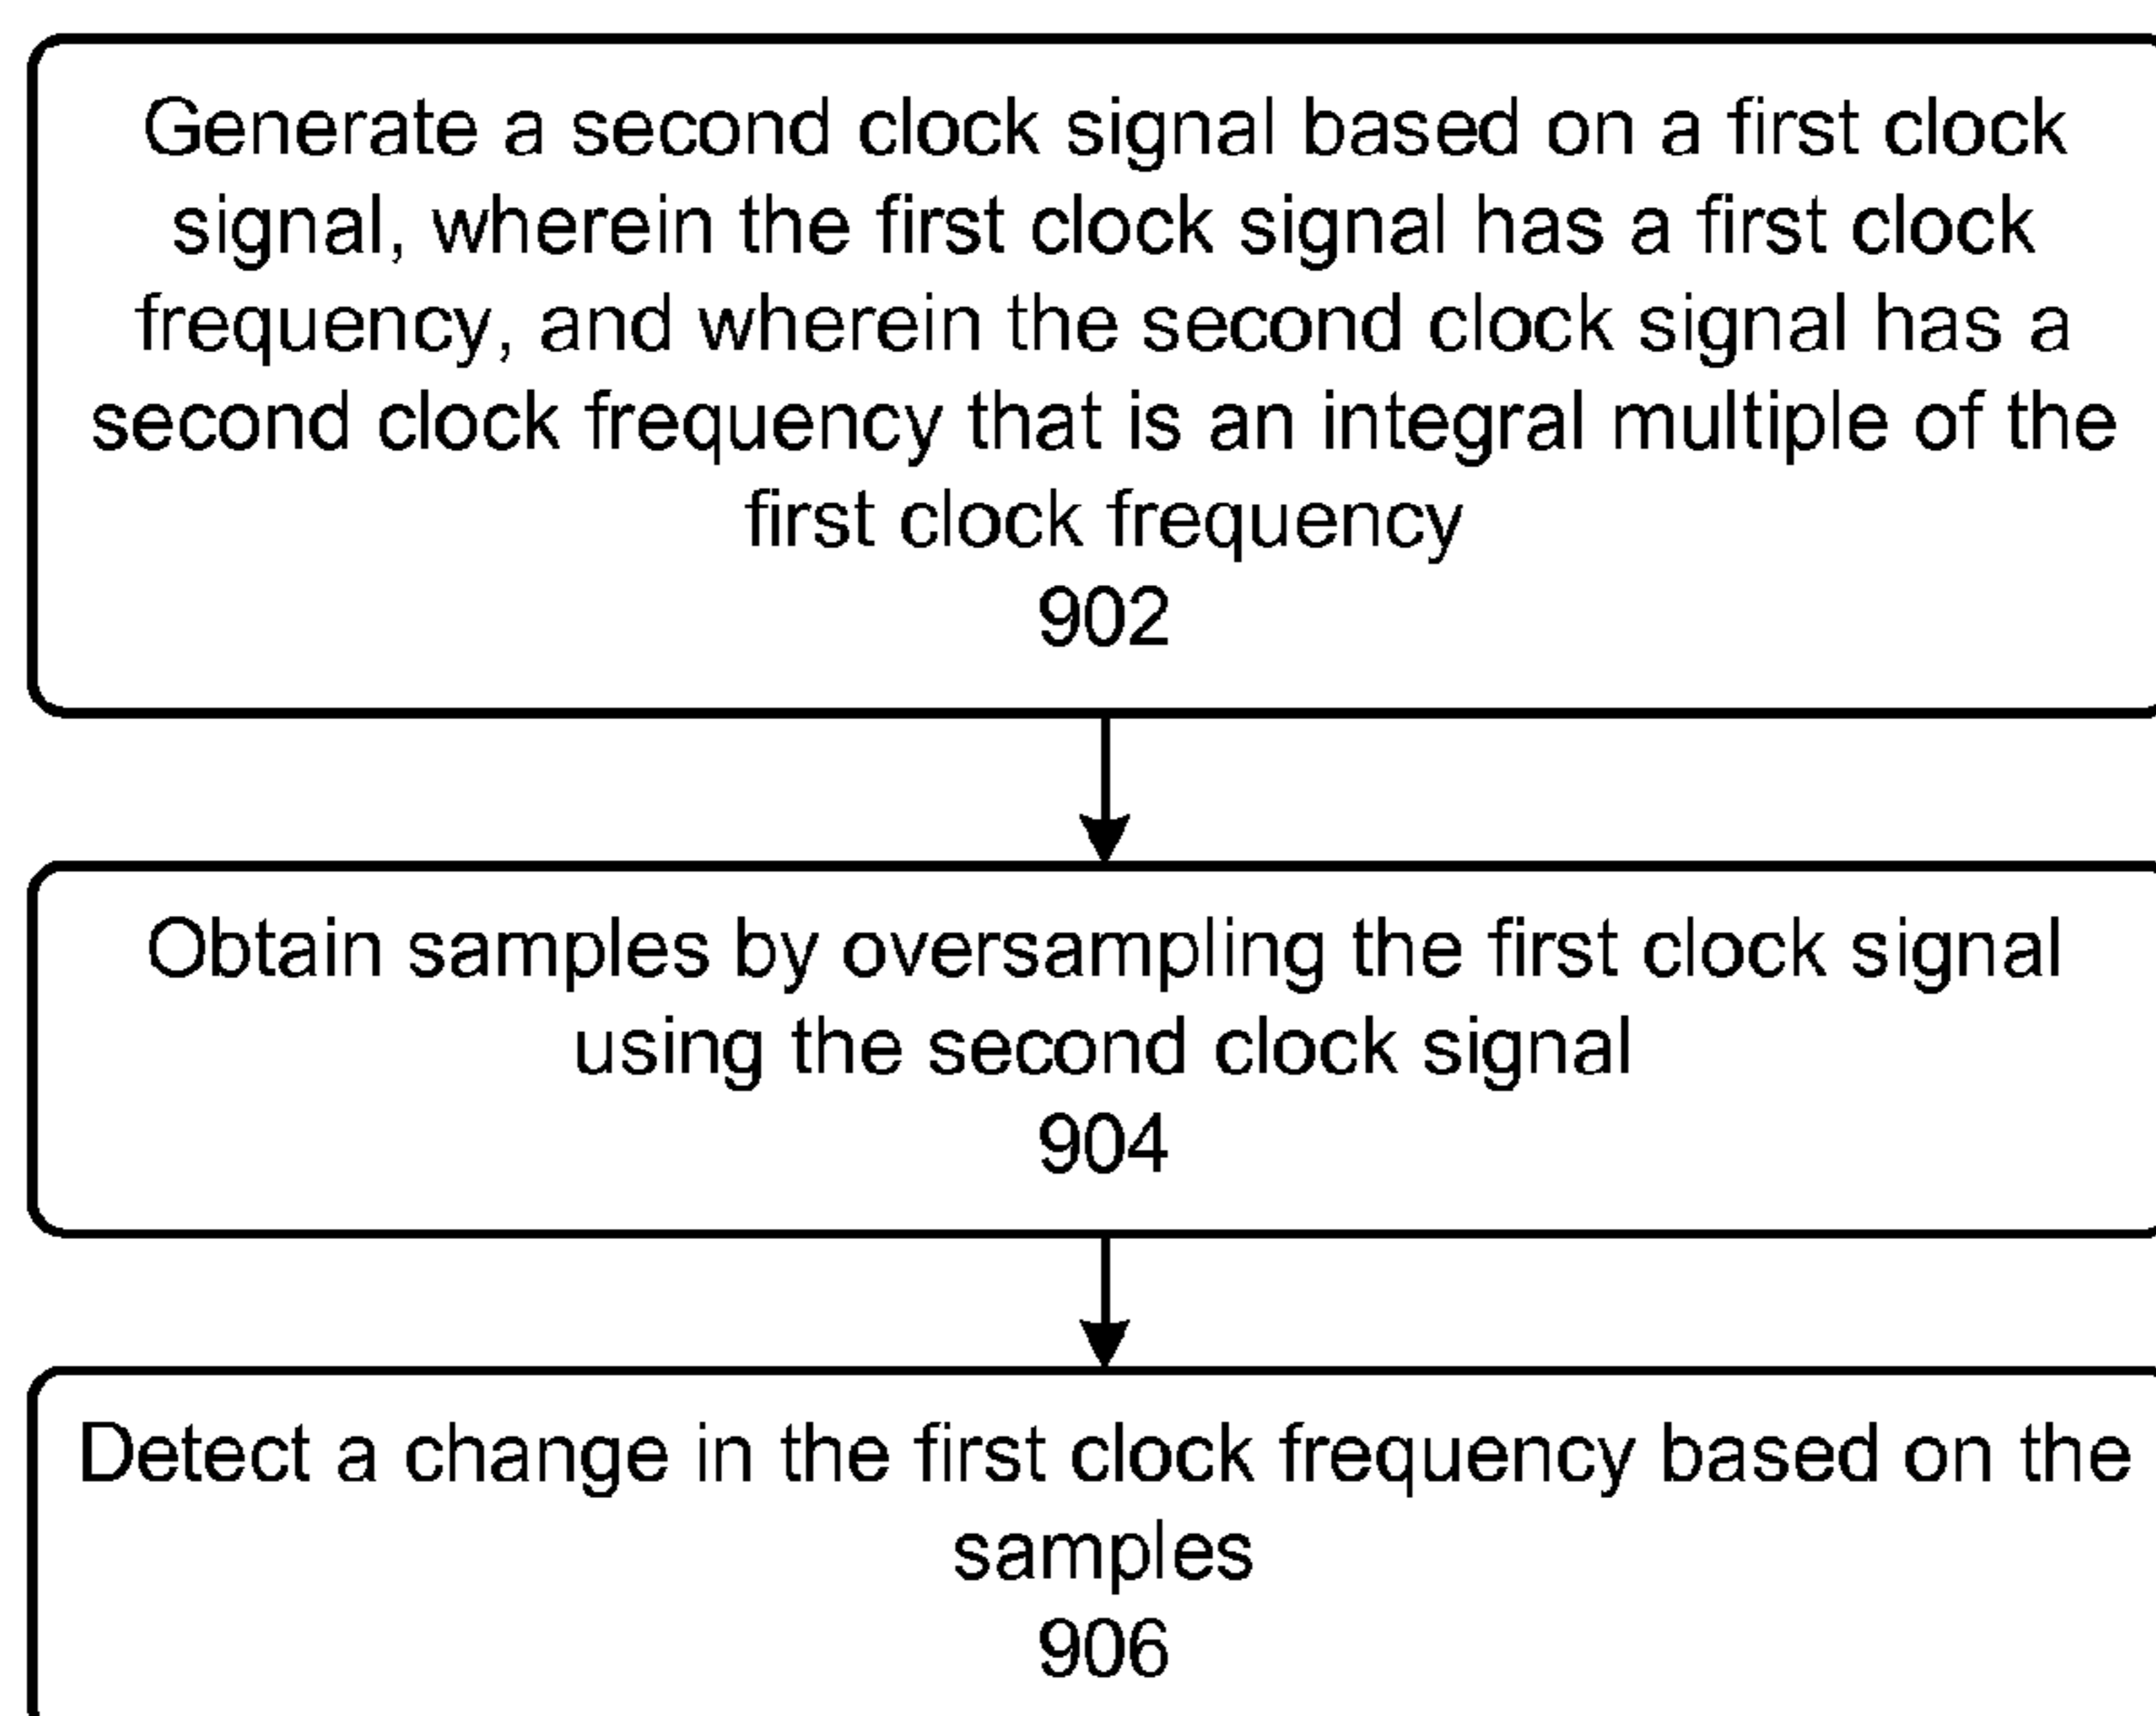 Generate a second clock signal based on a first clock
signal, wherein the first clock signal has a first clock
frequency, and wherein the second clock signal has a
second clock frequency that is an integral multiple of the
first clock frequency
902
Obtain samples by oversampling the first clock signal
using the second clock signal
904
Detect a change in the first clock frequency based on the
samples
906